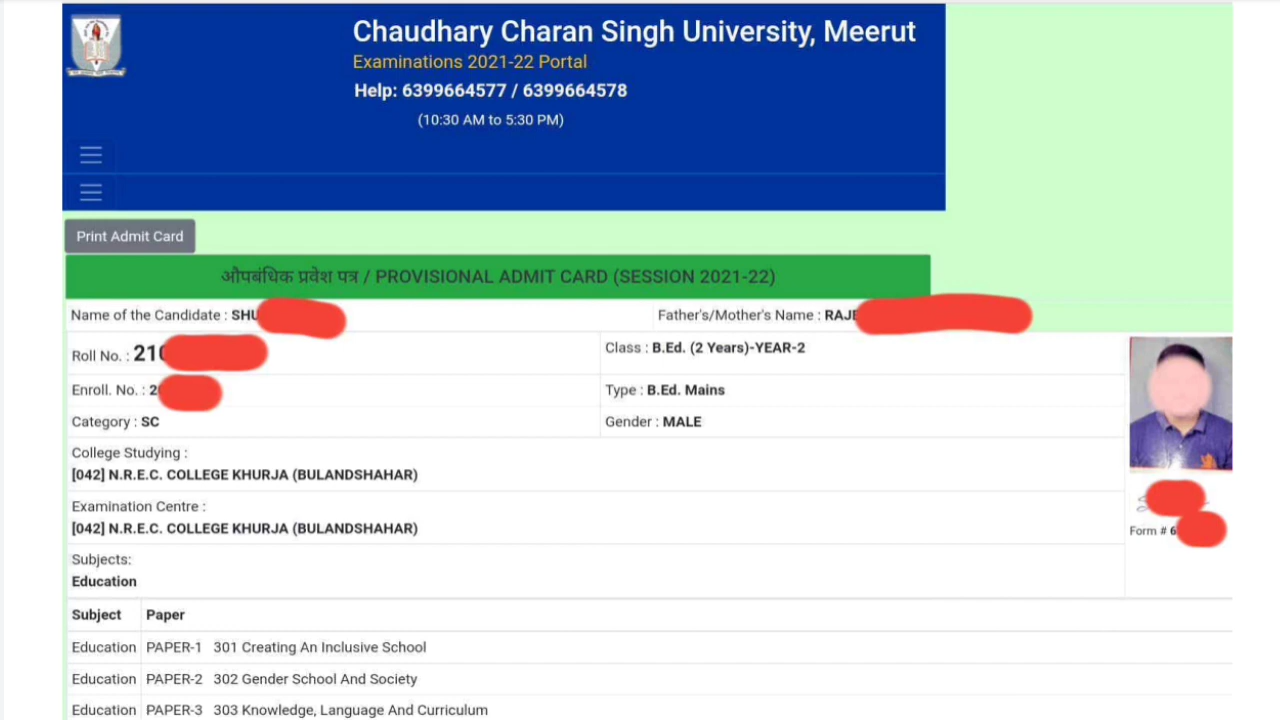 Chaudhary Charan Singh University, Meerut
Examinations 2021-22 Portal
Help: 6399664577 / 6399664578
(10:30 AM to 5:30 PM)
Print Admit Card
औपबंधिक प्रवेश पत्र / PROVISIONAL ADMIT CARD (SESSION 2021-22)
Name of the Candidate : SHU
Father's/Mother's Name : RAJE
Roll No. : 210
Class : B.Ed. (2 Years)-YEAR-2
Enroll. No. : 2
Type : B.Ed. Mains
Category : SC
Gender : MALE
College Studying :
[042] N.R.E.C. COLLEGE KHURJA (BULANDSHAHAR)
Examination Centre :
[042] N.R.E.C. COLLEGE KHURJA (BULANDSHAHAR)
Form # 6
Subjects:
Education
Subject Paper
Education PAPER-1 301 Creating An Inclusive School
Education PAPER-2 302 Gender School And Society
Education PAPER-3 303 Knowledge, Language And Curriculum